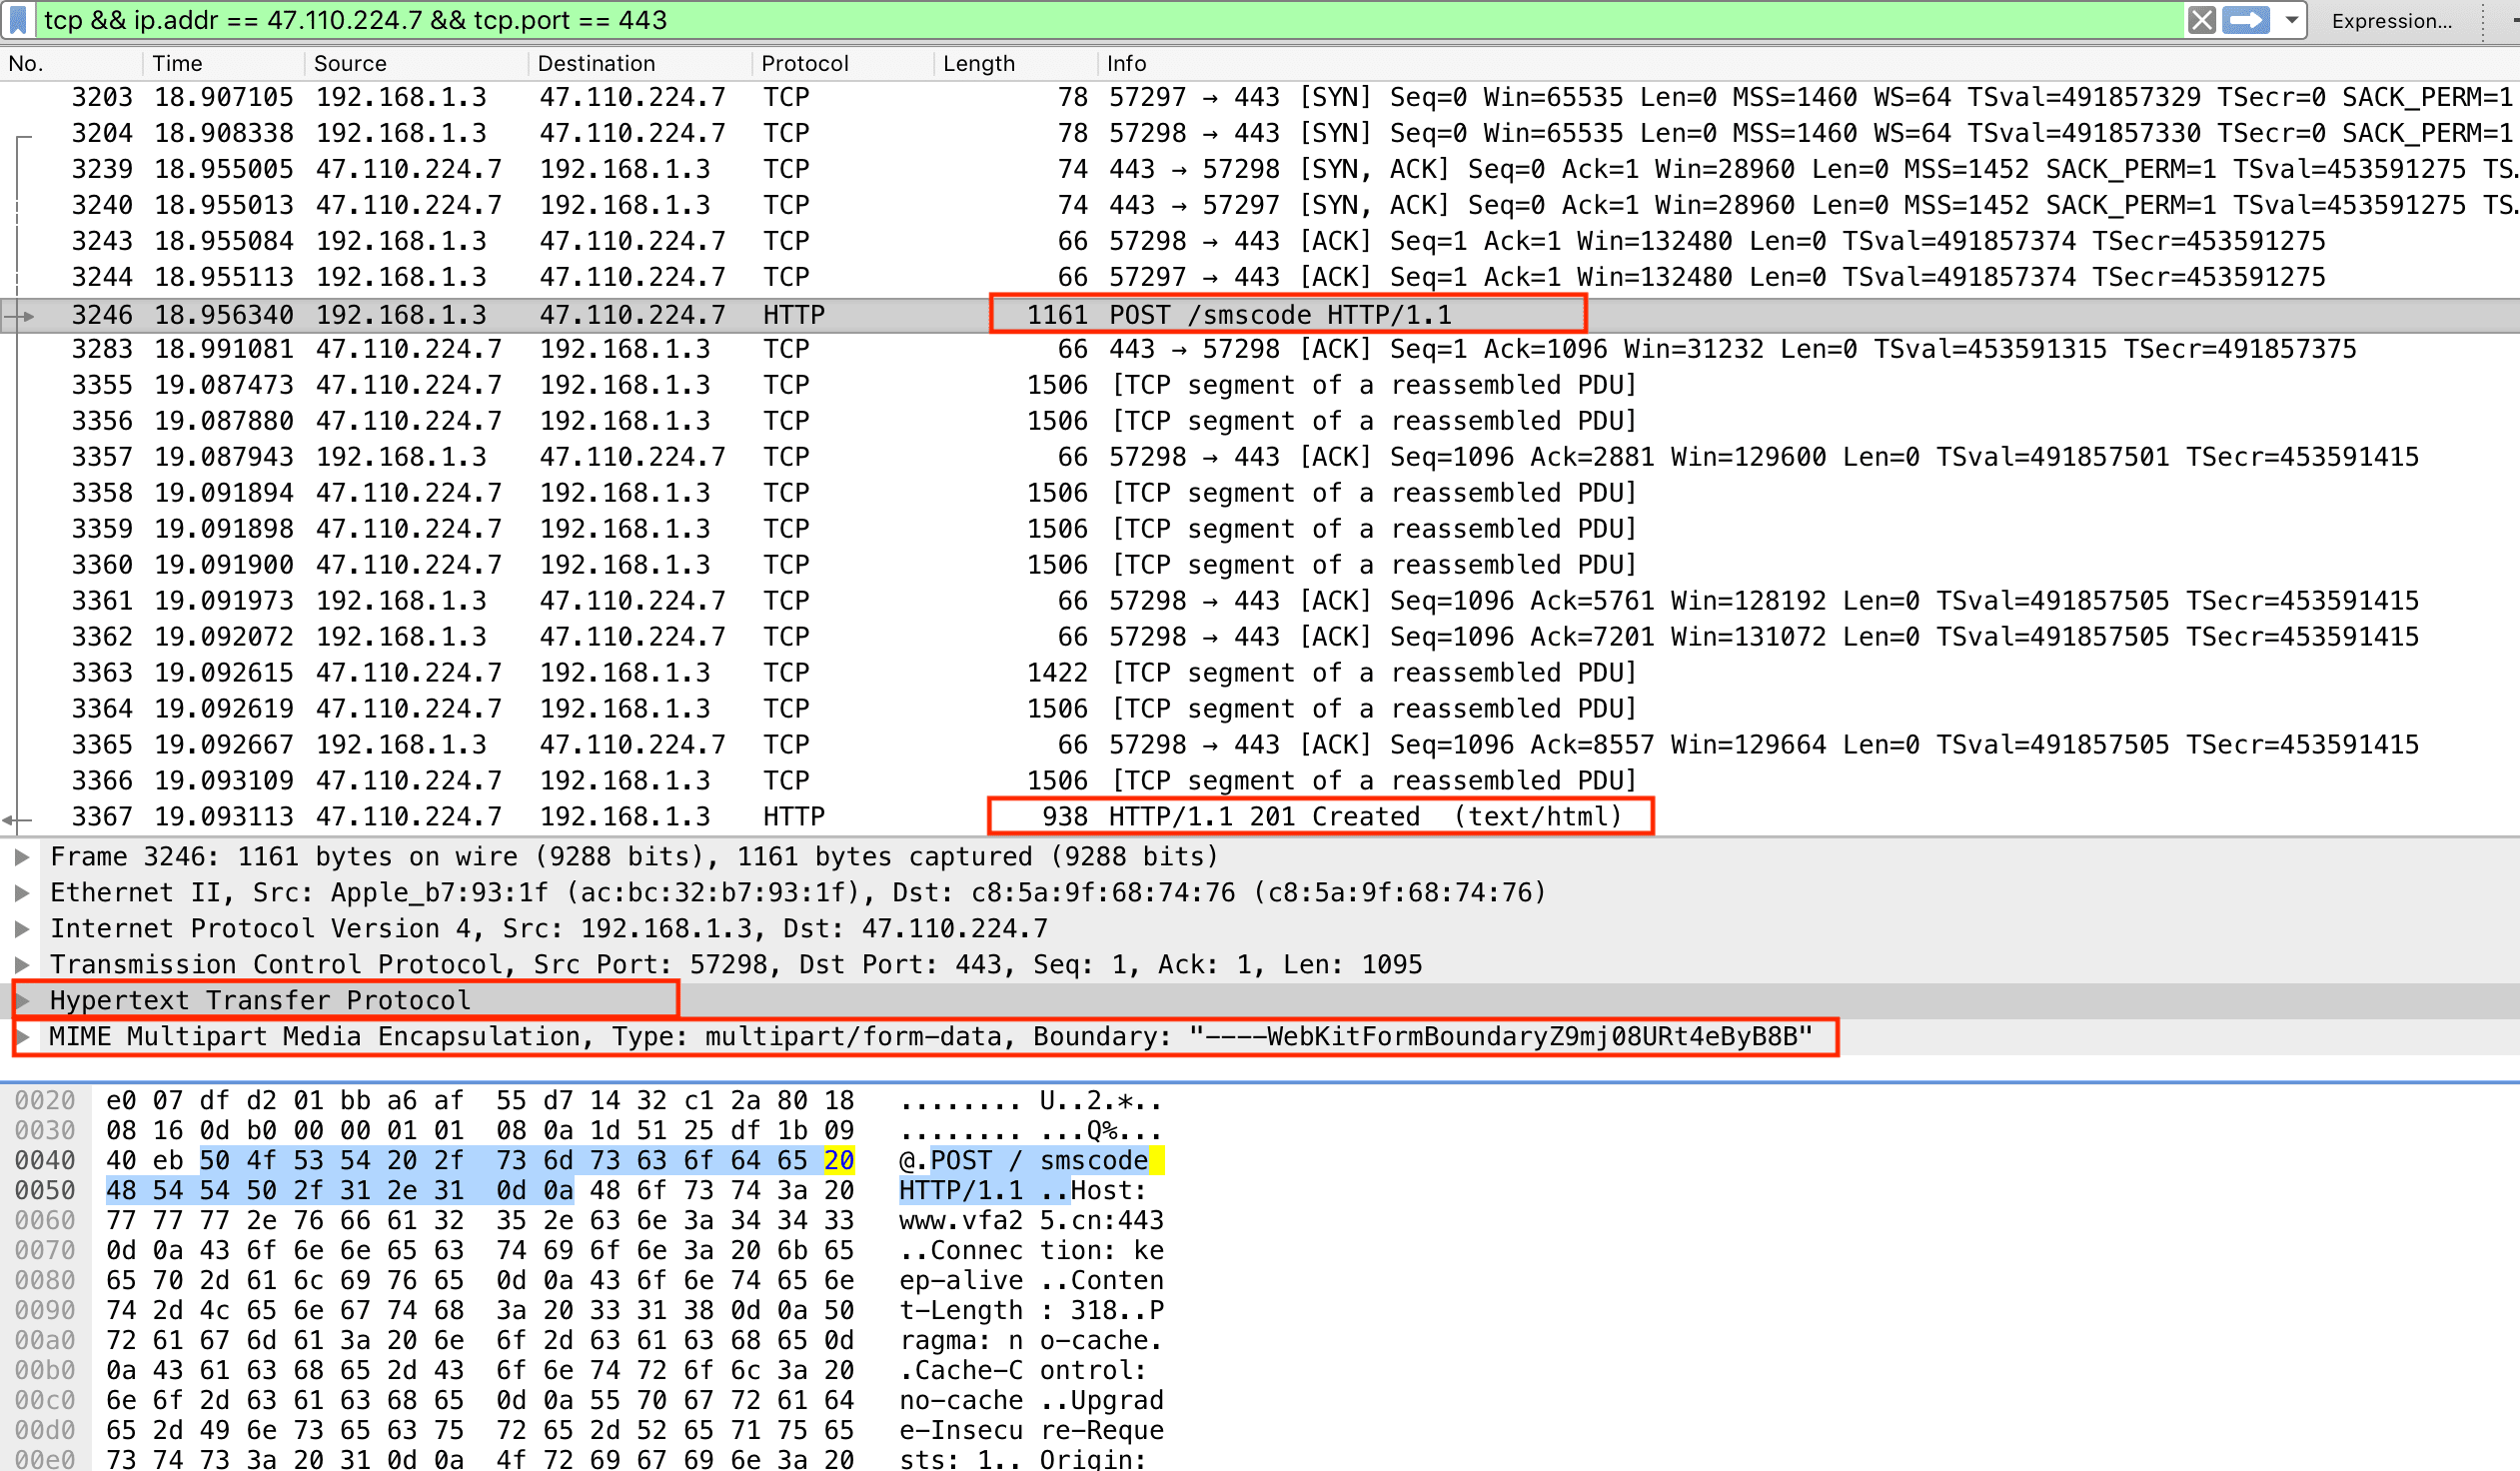 tcp && ip.addr == 47.110.224.7 && tcp.port == 443 Expression...
No. Time Source Destination Protocol Length Info
3203 18.907105 192.168.1.3 47.110.224.7 TCP 78 57297 → 443 [SYN] Seq=0 Win=65535 Len=0 MSS=1460 WS=64 TSval=491857329 TSecr=0 SACK_PERM=1
3204 18.908338 192.168.1.3 47.110.224.7 TCP 78 57298 → 443 [SYN] Seq=0 Win=65535 Len=0 MSS=1460 WS=64 TSval=491857330 TSecr=0 SACK_PERM=1
3239 18.955005 47.110.224.7 192.168.1.3 TCP 74 443 → 57298 [SYN, ACK] Seq=0 Ack=1 Win=28960 Len=0 MSS=1452 SACK_PERM=1 TSval=453591275 TS.
3240 18.955013 47.110.224.7 192.168.1.3 TCP 74 443 → 57297 [SYN, ACK] Seq=0 Ack=1 Win=28960 Len=0 MSS=1452 SACK_PERM=1 TSval=453591275 TS.
3243 18.955084 192.168.1.3 47.110.224.7 TCP 66 57298 → 443 [ACK] Seq=1 Ack=1 Win=132480 Len=0 TSval=491857374 TSecr=453591275
3244 18.955113 192.168.1.3 47.110.224.7 TCP 66 57297 → 443 [ACK] Seq=1 Ack=1 Win=132480 Len=0 TSval=491857374 TSecr=453591275
3246 18.956340 192.168.1.3 47.110.224.7 HTTP 1161 POST /smscode HTTP/1.1
3283 18.991081 47.110.224.7 192.168.1.3 TCP 66 443 → 57298 [ACK] Seq=1 Ack=1096 Win=31232 Len=0 TSval=453591315 TSecr=491857375
3355 19.087473 47.110.224.7 192.168.1.3 TCP 1506 [TCP segment of a reassembled PDU]
3356 19.087880 47.110.224.7 192.168.1.3 TCP 1506 [TCP segment of a reassembled PDU]
3357 19.087943 192.168.1.3 47.110.224.7 TCP 66 57298 → 443 [ACK] Seq=1096 Ack=2881 Win=129600 Len=0 TSval=491857501 TSecr=453591415
3358 19.091894 47.110.224.7 192.168.1.3 TCP 1506 [TCP segment of a reassembled PDU]
3359 19.091898 47.110.224.7 192.168.1.3 TCP 1506 [TCP segment of a reassembled PDU]
3360 19.091900 47.110.224.7 192.168.1.3 TCP 1506 [TCP segment of a reassembled PDU]
3361 19.091973 192.168.1.3 47.110.224.7 TCP 66 57298 → 443 [ACK] Seq=1096 Ack=5761 Win=128192 Len=0 TSval=491857505 TSecr=453591415
3362 19.092072 192.168.1.3 47.110.224.7 TCP 66 57298 → 443 [ACK] Seq=1096 Ack=7201 Win=131072 Len=0 TSval=491857505 TSecr=453591415
3363 19.092615 47.110.224.7 192.168.1.3 TCP 1422 [TCP segment of a reassembled PDU]
3364 19.092619 47.110.224.7 192.168.1.3 TCP 1506 [TCP segment of a reassembled PDU]
3365 19.092667 192.168.1.3 47.110.224.7 TCP 66 57298 → 443 [ACK] Seq=1096 Ack=8557 Win=129664 Len=0 TSval=491857505 TSecr=453591415
3366 19.093109 47.110.224.7 192.168.1.3 TCP 1506 [TCP segment of a reassembled PDU]
3367 19.093113 47.110.224.7 192.168.1.3 HTTP 938 HTTP/1.1 201 Created (text/html)
Frame 3246: 1161 bytes on wire (9288 bits), 1161 bytes captured (9288 bits)
Ethernet II, Src: Apple_b7:93:1f (ac:bc:32:b7:93:1f), Dst: c8:5a:9f:68:74:76 (c8:5a:9f:68:74:76)
Internet Protocol Version 4, Src: 192.168.1.3, Dst: 47.110.224.7
Transmission Control Protocol, Src Port: 57298, Dst Port: 443, Seq: 1, Ack: 1, Len: 1095
Hypertext Transfer Protocol
MIME Multipart Media Encapsulation, Type: multipart/form-data, Boundary: "----WebKitFormBoundaryZ9mj08URt4eByB8B"
0020 e0 07 df d2 01 bb a6 af 55 d7 14 32 c1 2a 80 18 ........ U..2.*..
0030 08 16 0d b0 00 00 01 01 08 0a 1d 51 25 df 1b 09 ........ ...Q%...
0040 40 eb 50 4f 53 54 20 2f 73 6d 73 63 6f 64 65 20 @.POST / smscode
0050 48 54 54 50 2f 31 2e 31 0d 0a 48 6f 73 74 3a 20 HTTP/1.1 ..Host:
0060 77 77 77 2e 76 66 61 32 35 2e 63 6e 3a 34 34 33 www.vfa2 5.cn:443
0070 0d 0a 43 6f 6e 6e 65 63 74 69 6f 6e 3a 20 6b 65 ..Connec tion: ke
0080 65 70 2d 61 6c 69 76 65 0d 0a 43 6f 6e 74 65 6e ep-alive ..Conten
0090 74 2d 4c 65 6e 67 74 68 3a 20 33 31 38 0d 0a 50 t-Length : 318..P
00a0 72 61 67 6d 61 3a 20 6e 6f 2d 63 61 63 68 65 0d ragma: n o-cache.
00b0 0a 43 61 63 68 65 2d 43 6f 6e 74 72 6f 6c 3a 20 .Cache-C ontrol:
00c0 6e 6f 2d 63 61 63 68 65 0d 0a 55 70 67 72 61 64 no-cache ..Upgrad
00d0 65 2d 49 6e 73 65 63 75 72 65 2d 52 65 71 75 65 e-Insecu re-Reque
00e0 73 74 73 3a 20 31 0d 0a 4f 72 69 67 69 6e 3a 20 sts: 1.. Origin: